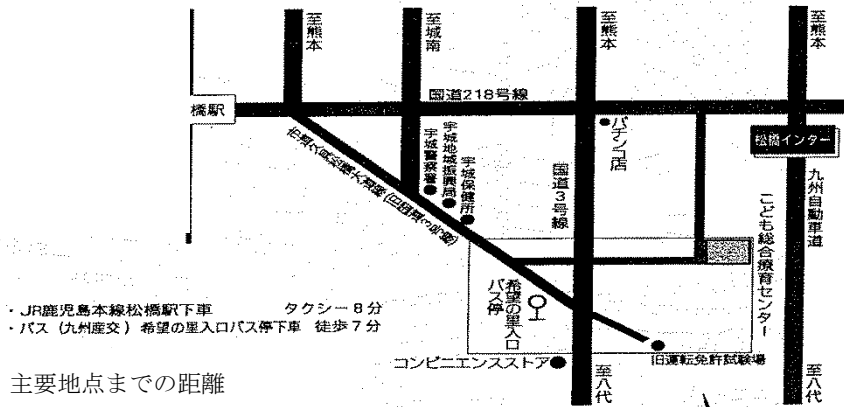 至熊本
至城南
至熊本
至熊本
国道218号線
橋駅
パチンコ店
松橋インター
宇城警察署
宇城地域振興局
宇城保健所
国道3号線
九州自動車道
こども総合療育センター
希望の里入口
バス停
・JR鹿児島本線松橋駅下車 タクシー8分
・バス(九州産交)希望の里入口バス停下車 徒歩7分
旧運転免許試験場
コンビニエンスストア
至八代
至八代
主要地点までの距離